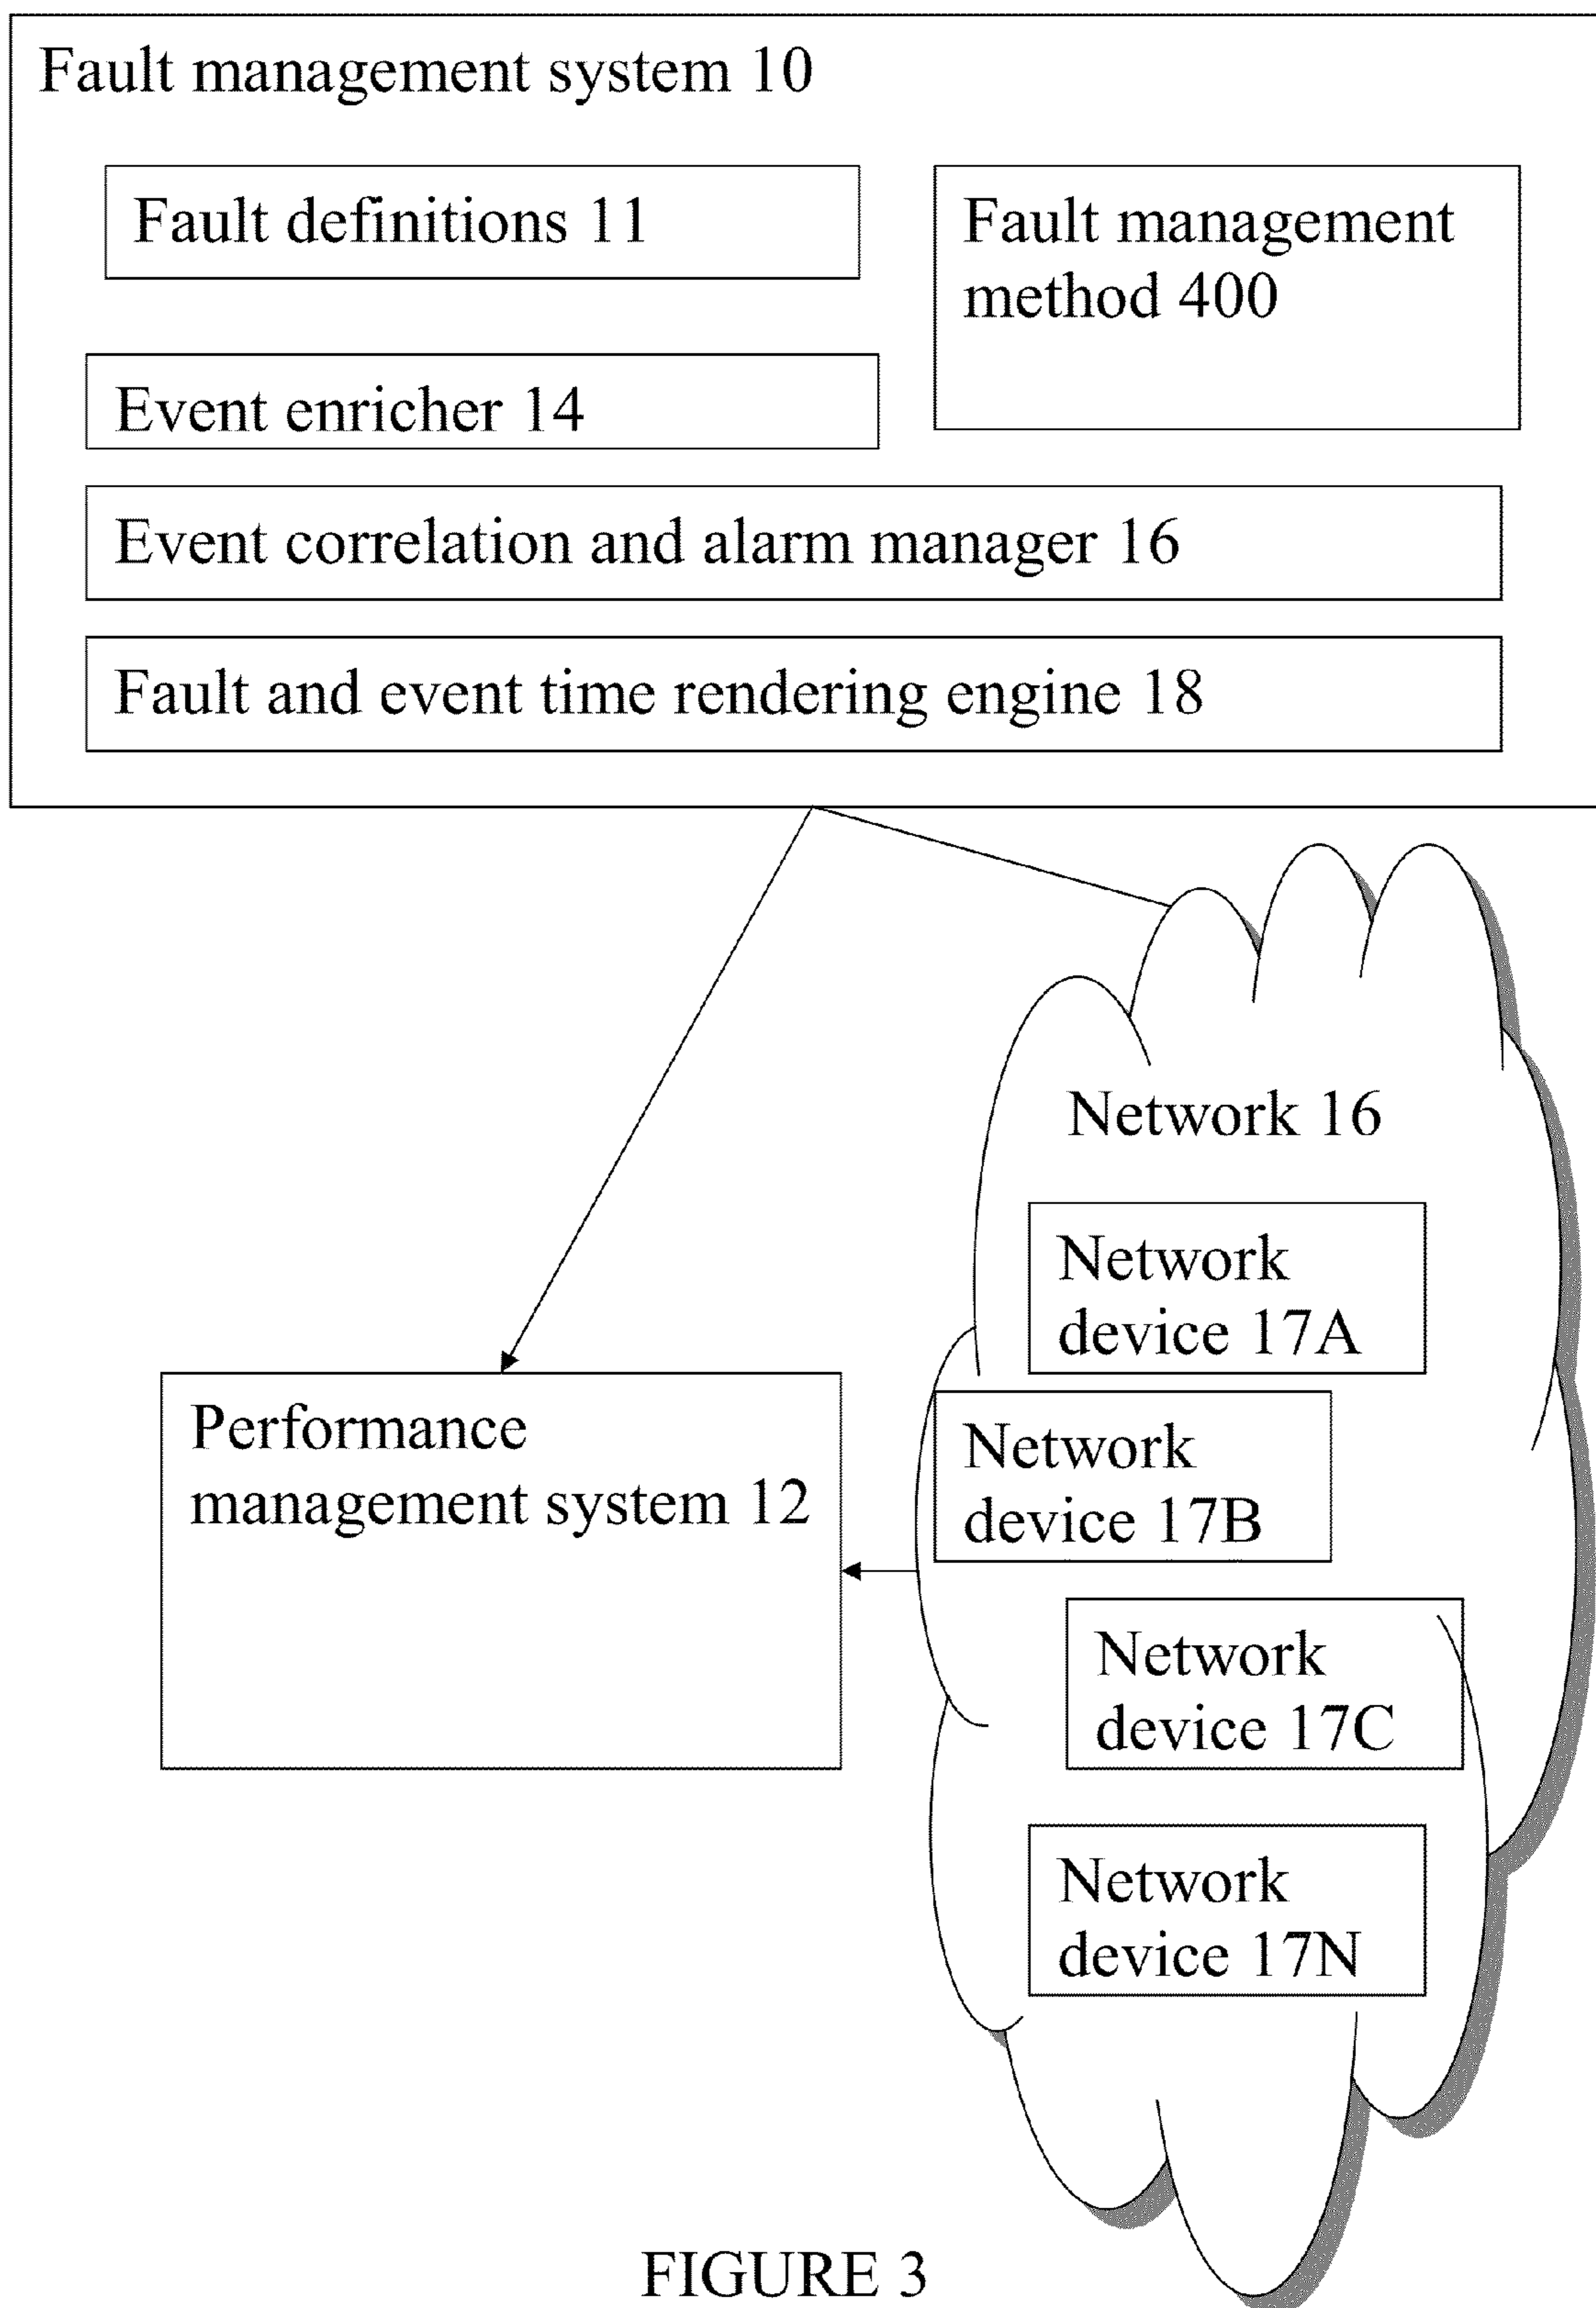 Fault management system 10
Fault definitions 11
Fault management
method 400
Event enricher 14
Event correlation and alarm manager 16
Fault and event time rendering engine 18
Network 16
Network
device 17A
Performance
management system 12
Network
device 17B
Network
device 17C
Network
device 17N
FIGURE 3